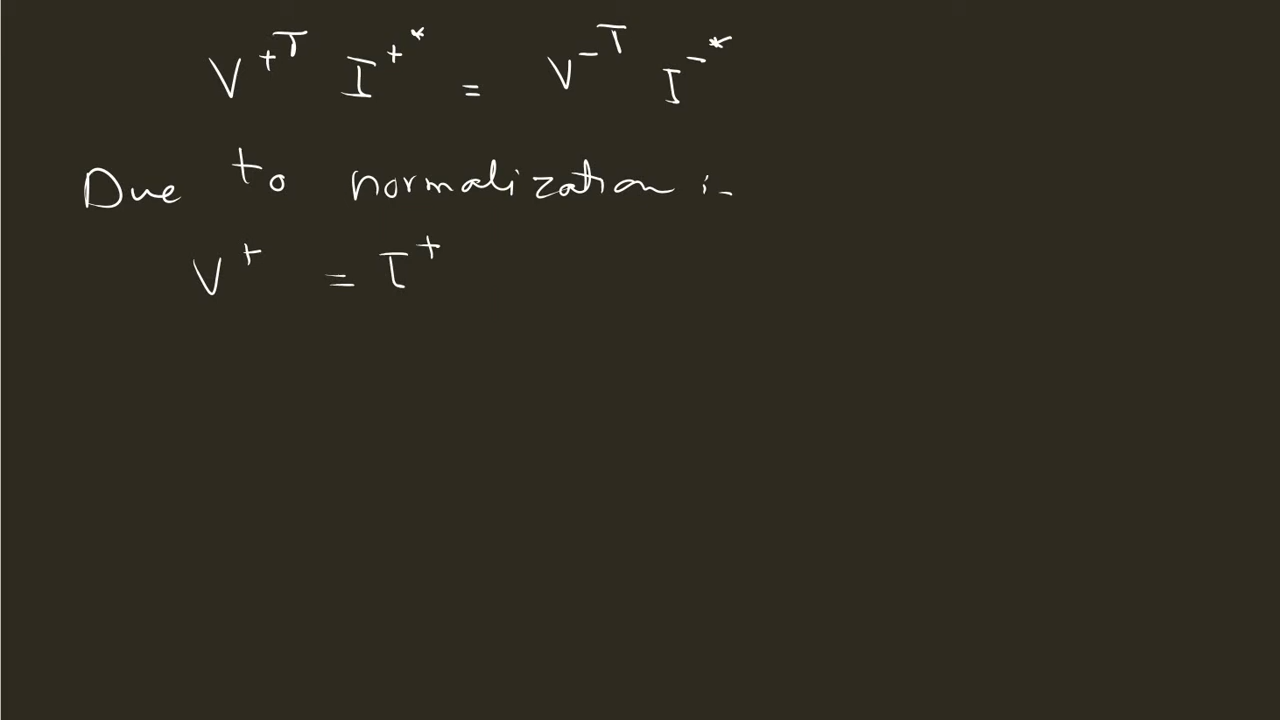 V⁺ᵀ I⁺* = V⁻ᵀ I⁻*
Due to normalization
V⁺ = I⁺